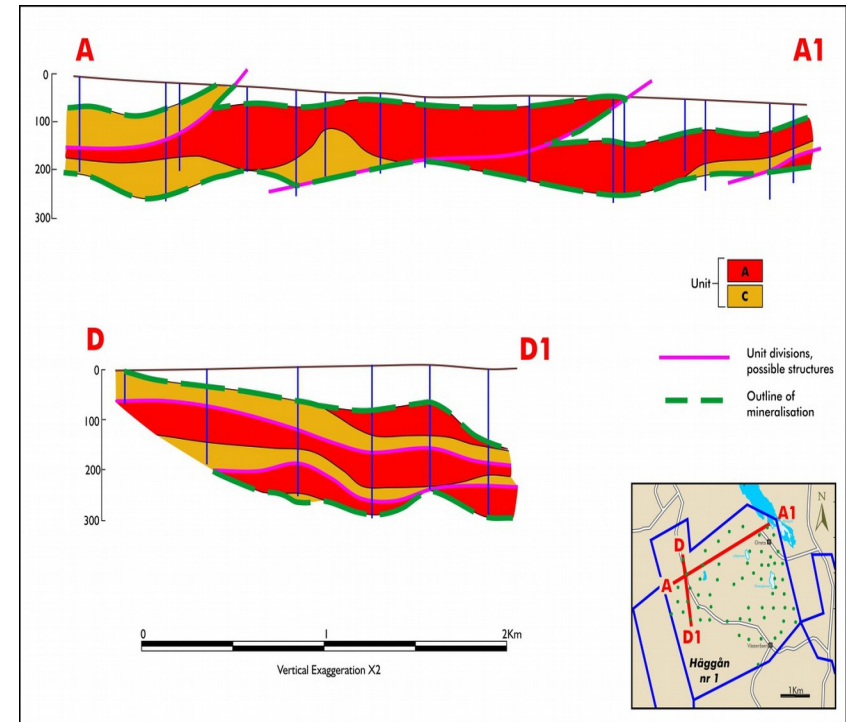 A
A1
0
100
200
300
Unit
A
C
D
D1
0
100
200
300
Unit divisions,
possible structures
Outline of
mineralisation
N
A1
D
A
D1
Häggån
nr 1
1Km
0
1
2Km
Vertical Exaggeration X2